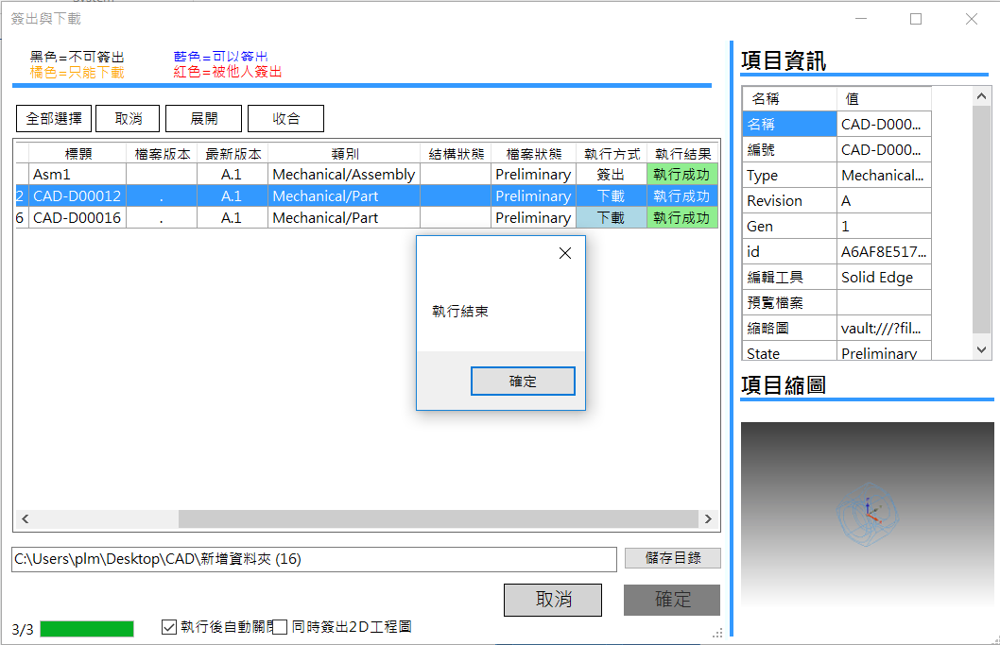 簽出與下載
黑色=不可簽出 藍色=可以簽出
橘色=只能下載 紅色=被他人簽出
全部選擇 取消 展開 收合
標題 檔案版本 最新版本 類別 結構狀態 檔案狀態 執行方式 執行結果
Asm1 A.1 Mechanical/Assembly Preliminary 簽出 執行成功
2 CAD-D00012 . A.1 Mechanical/Part Preliminary 下載 執行成功
6 CAD-D00016 . A.1 Mechanical/Part Preliminary 下載 執行成功
執行結束
確定
C:\Users\plm\Desktop\CAD\新增資料夾 (16) 儲存目錄
取消 確定
3/3 執行後自動關閉 同時簽出2D工程圖
項目資訊
名稱 值
名稱 CAD-D000...
編號 CAD-D000...
Type Mechanical...
Revision A
Gen 1
id A6AF8E517...
編輯工具 Solid Edge
預覧檔案
縮略圖 vault:///?fil...
State Preliminary
項目縮圖